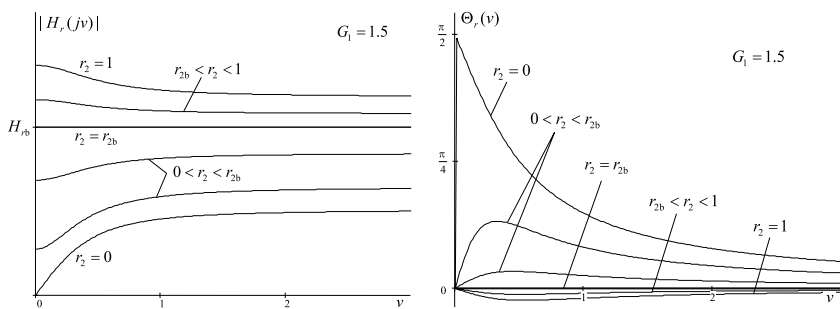 | H_r(jv) |
G_1 = 1.5
r_2 = 1
r_2b < r_2 < 1
H_rb
r_2 = r_2b
0 < r_2 < r_2b
r_2 = 0
0
1
2
v
Θ_r(v)
π/2
G_1 = 1.5
r_2 = 0
0 < r_2 < r_2b
π/4
r_2 = r_2b
r_2b < r_2 < 1
r_2 = 1
0
1
2
v